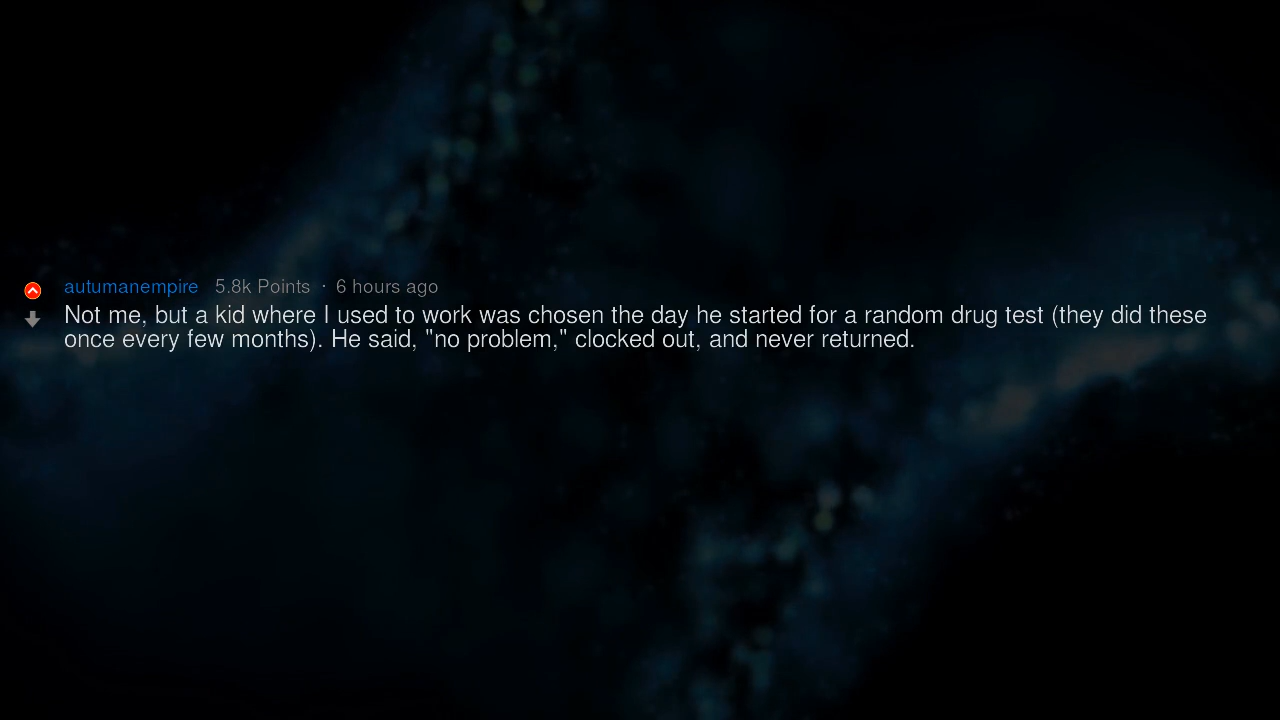 autumanempire 5.8k Points · 6 hours ago
Not me, but a kid where I used to work was chosen the day he started for a random drug test (they did these
once every few months). He said, "no problem," clocked out, and never returned.